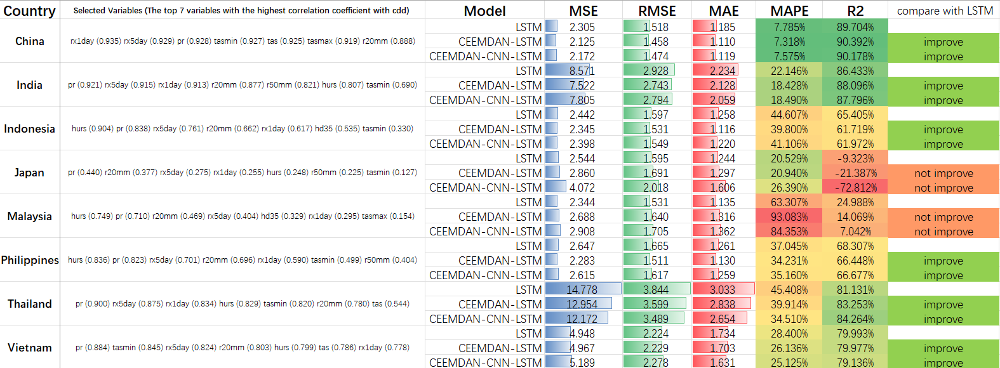 Country Selected Variables (The top 7 variables with the highest correlation coefficient with cdd) Model MSE RMSE MAE MAPE R2 compare with LSTM
LSTM 2.305 1.518 1.185 7.785% 89.704%
China rx1day (0.935) rx5day (0.929) pr (0.928) tasmin (0.927) tas (0.925) tasmax (0.919) r20mm (0.888) CEEMDAN-LSTM 2.125 1.458 1.110 7.318% 90.392% improve
CEEMDAN-CNN-LSTM 2.172 1.474 1.119 7.575% 90.178% improve
LSTM 8.571 2.928 2.234 22.146% 86.433%
India pr (0.921) rx5day (0.915) rx1day (0.913) r20mm (0.877) r50mm (0.821) hurs (0.807) tasmin (0.690) CEEMDAN-LSTM 7.522 2.743 2.128 18.428% 88.096% improve
CEEMDAN-CNN-LSTM 7.805 2.794 2.059 18.490% 87.796% improve
LSTM 2.442 1.597 1.258 44.607% 65.405%
Indonesia hurs (0.904) pr (0.838) rx5day (0.761) r20mm (0.662) rx1day (0.617) hd35 (0.535) tasmin (0.330) CEEMDAN-LSTM 2.345 1.531 1.116 39.800% 61.719% improve
CEEMDAN-CNN-LSTM 2.398 1.549 1.220 41.106% 61.972% improve
LSTM 2.544 1.595 1.244 20.529% -9.323%
Japan pr (0.440) r20mm (0.377) rx5day (0.275) rx1day (0.255) hurs (0.248) r50mm (0.225) tasmin (0.127) CEEMDAN-LSTM 2.860 1.691 1.297 20.940% -21.387% not improve
CEEMDAN-CNN-LSTM 4.072 2.018 1.606 26.390% -72.812% not improve
LSTM 2.344 1.531 1.135 63.307% 24.988%
Malaysia hurs (0.749) pr (0.710) r20mm (0.469) rx5day (0.404) hd35 (0.329) rx1day (0.295) tasmax (0.154) CEEMDAN-LSTM 2.688 1.640 1.316 93.083% 14.069% not improve
CEEMDAN-CNN-LSTM 2.908 1.705 1.362 84.353% 7.042% not improve
LSTM 2.647 1.665 1.261 37.045% 68.307%
Philippines hurs (0.836) pr (0.823) rx5day (0.701) r20mm (0.696) rx1day (0.590) tasmin (0.499) r50mm (0.404) CEEMDAN-LSTM 2.283 1.511 1.130 34.231% 66.448% improve
CEEMDAN-CNN-LSTM 2.615 1.617 1.259 35.160% 66.677% improve
LSTM 14.778 3.844 3.033 45.408% 81.131%
Thailand pr (0.900) rx5day (0.875) rx1day (0.834) hurs (0.829) tasmin (0.820) r20mm (0.780) tas (0.544) CEEMDAN-LSTM 12.954 3.599 2.838 39.914% 83.253% improve
CEEMDAN-CNN-LSTM 12.172 3.489 2.654 34.510% 84.264% improve
LSTM 4.948 2.224 1.734 28.400% 79.993%
Vietnam pr (0.884) tasmin (0.845) rx5day (0.824) r20mm (0.803) hurs (0.799) tas (0.786) rx1day (0.778) CEEMDAN-LSTM 4.967 2.229 1.703 26.136% 79.977% improve
CEEMDAN-CNN-LSTM 5.189 2.278 1.631 25.125% 79.136% improve